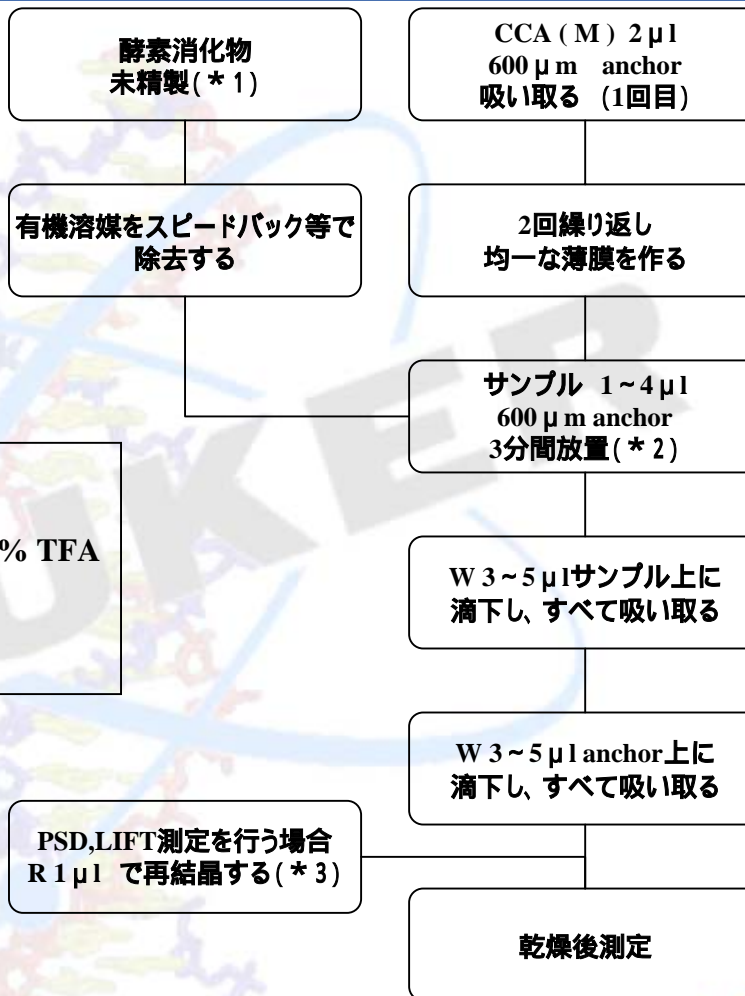 酵素消化物
未精製(*1)
CCA ( M ) 2μl
600μm anchor
吸い取る (1回目)
有機溶媒をスピードバック等で
除去する
2回繰り返し
均一な薄膜を作る
サンプル 1~4μl
600μm anchor
3分間放置(*2)
% TFA
W 3~5μlサンプル上に
滴下し、すべて吸い取る
W 3~5μl anchor上に
滴下し、すべて吸い取る
PSD,LIFT測定を行う場合
R 1μl で再結晶する(*3)
乾燥後測定
UKER